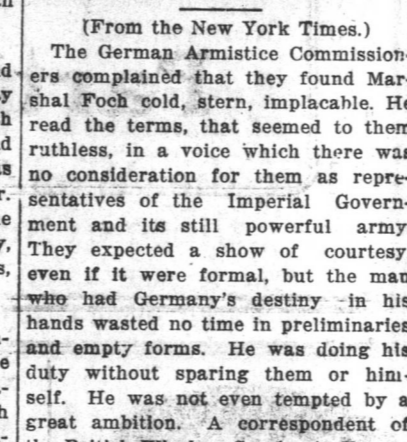 (From the New York Times.)
The German Armistice Commission-
ers complained that they found Mar-
shal Foch cold, stern, implacable. He
read the terms, that seemed to them
ruthless, in a voice which there was
no consideration for them as repre-
sentatives of the Imperial Govern-
ment and its still powerful army.
They expected a show of courtesy
even if it were formal, but the man
who had Germany's destiny in his
hands wasted no time in preliminaries
and empty forms. He was doing his
duty without sparing them or him-
self. He was not even tempted by a
great ambition. A correspondent of